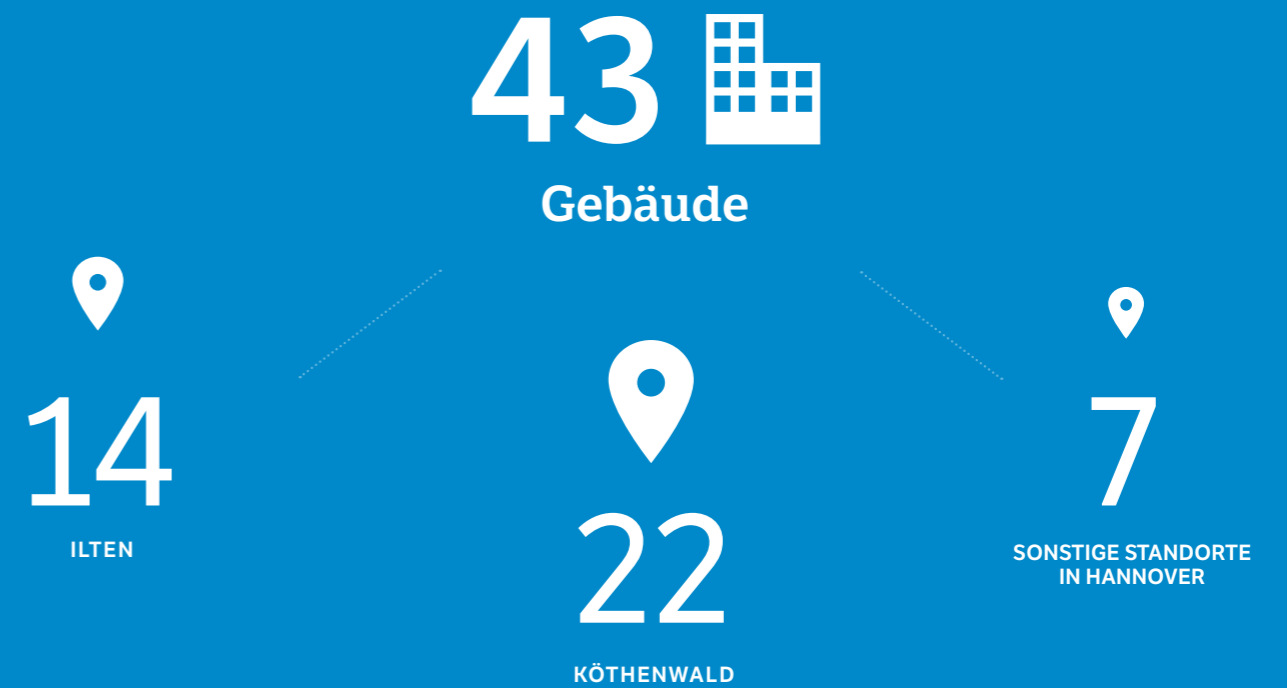 43
Gebäude
14
ILTEN
22
KÖTHENWALD
7
SONSTIGE STANDORTE
IN HANNOVER